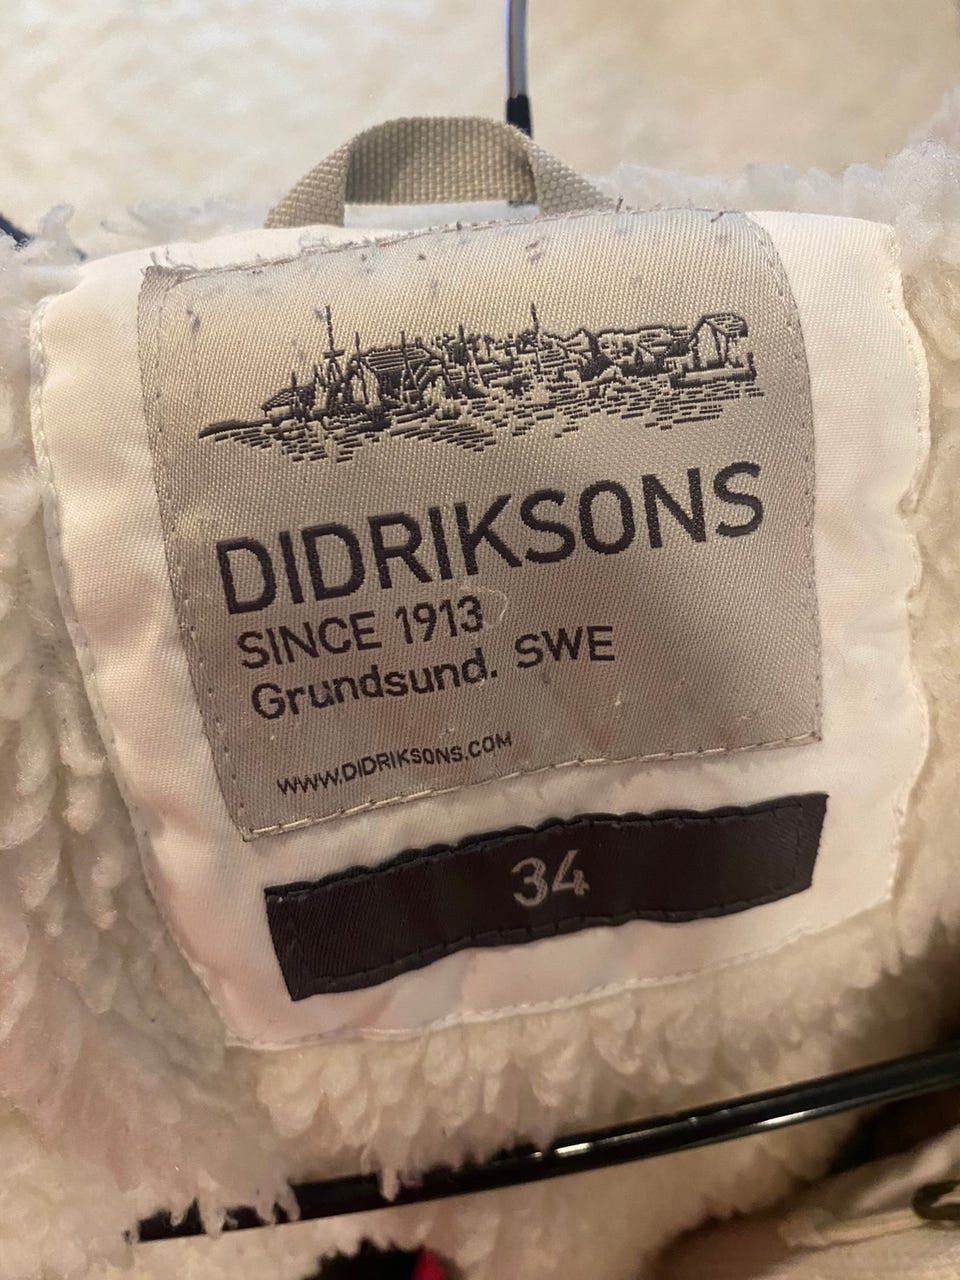 DIDRIKSONS
SINCE 1913
Grundsund. SWE
WWW.DIDRIKSONS.COM
34